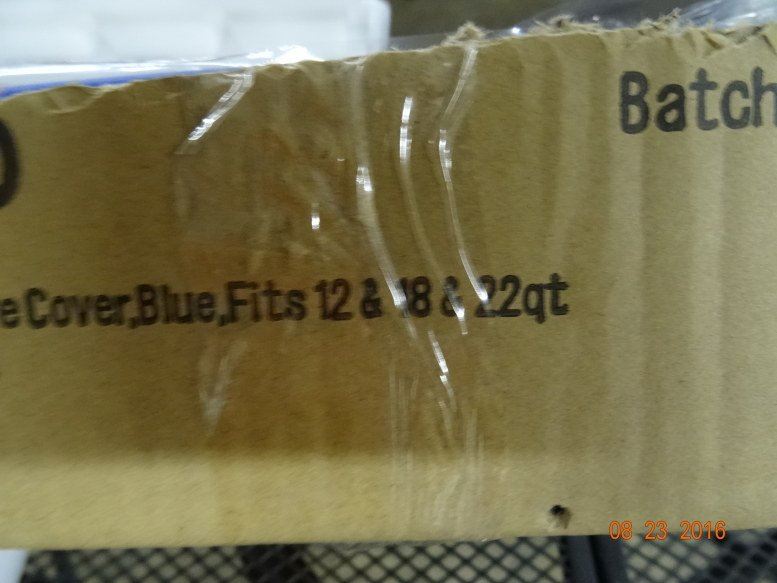 Batch
e Cover,Blue,Fits 12 & 18 & 22qt
08 23 2016